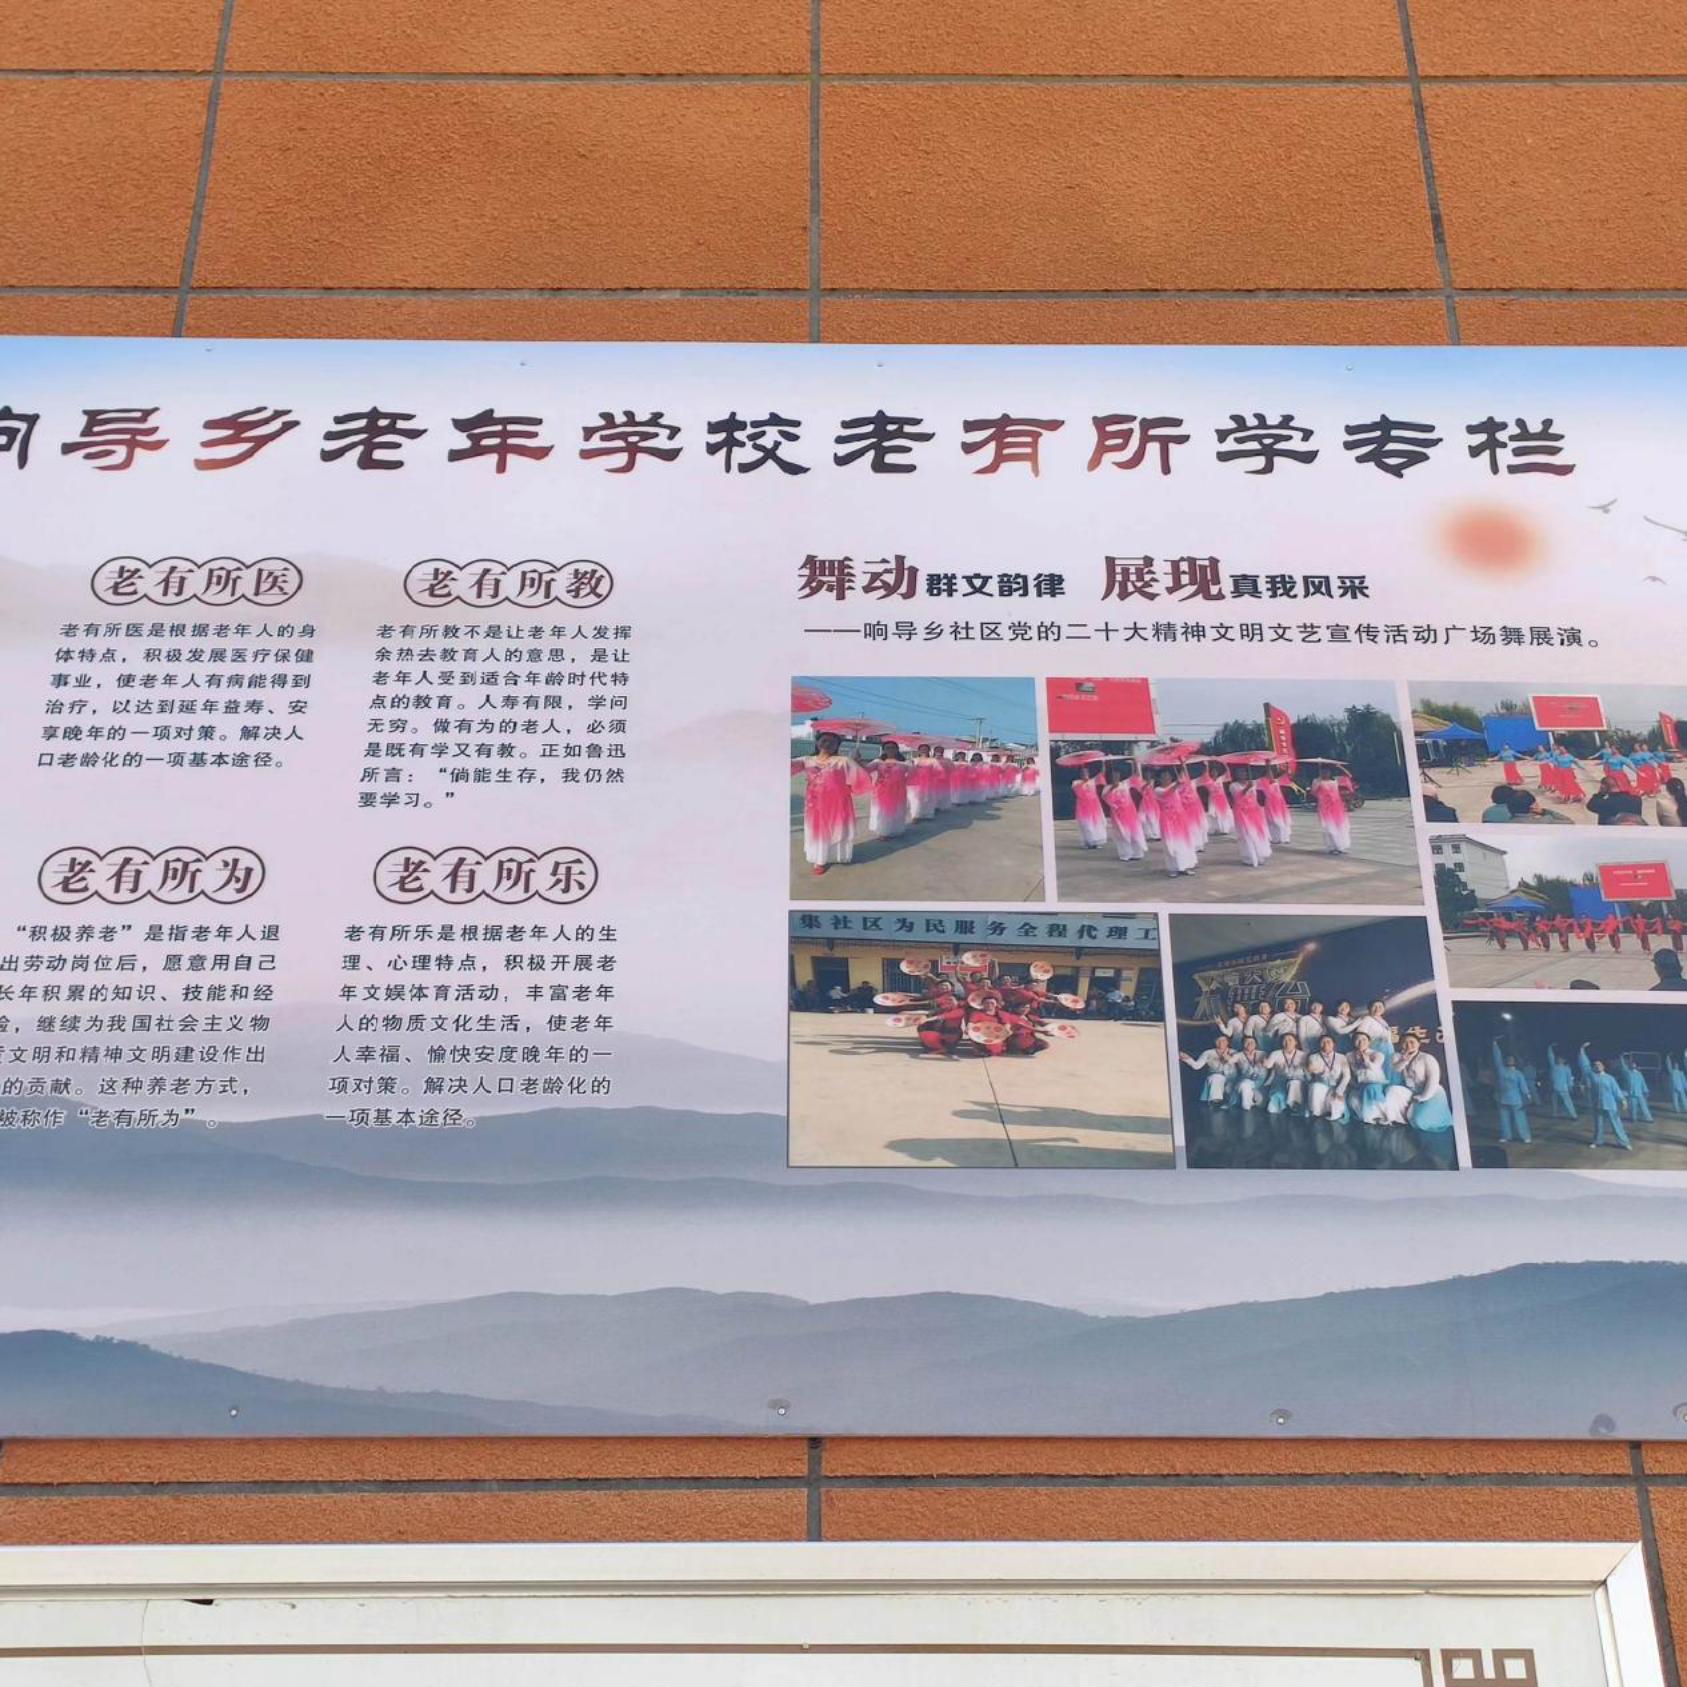 响导乡老年学校老有所学专栏
老有所医
老有所医是根据老年人的身
体特点，积极发展医疗保健
事业，使老年人有病能得到
治疗，以达到延年益寿、安
享晚年的一项对策。解决人
口老龄化的一项基本途径。
老有所教
老有所教不是让老年人发挥
余热去教育人的意思，是让
老年人受到适合年龄时代特
点的教育。人寿有限，学问
无穷。做有为的老人，必须
是既有学又有教。正如鲁迅
所言：“倘能生存，我仍然
要学习。”
老有所为
“积极养老”是指老年人退
出劳动岗位后，愿意用自己
长年积累的知识、技能和经
验，继续为我国社会主义物
质文明和精神文明建设作出
的贡献。这种养老方式，
被称作“老有所为”。
老有所乐
老有所乐是根据老年人的生
理、心理特点，积极开展老
年文娱体育活动，丰富老年
人的物质文化生活，使老年
人幸福、愉快安度晚年的一
项对策。解决人口老龄化的
一项基本途径。
舞动群文韵律 展现真我风采
——响导乡社区党的二十大精神文明文艺宣传活动广场舞展演。
集社区为民服务全程代理工